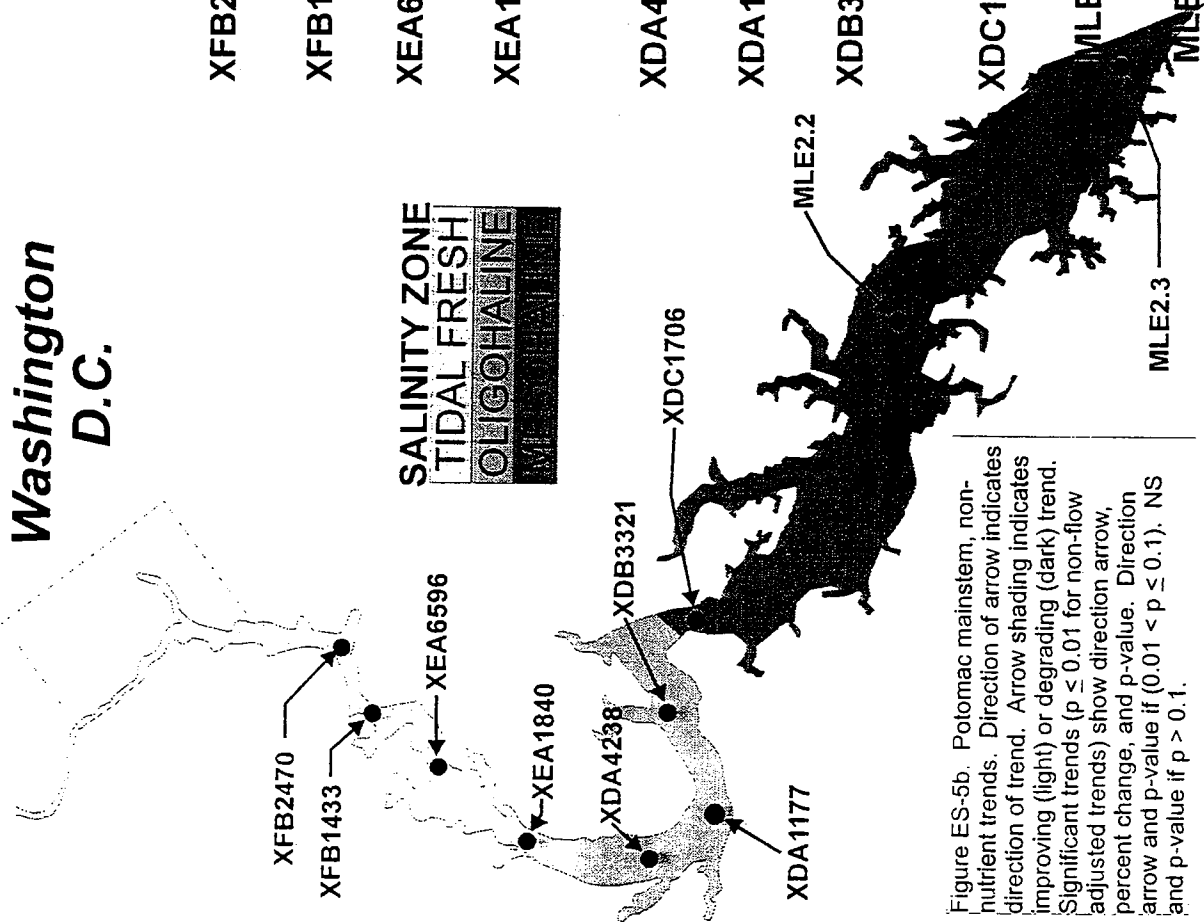 Washington
D.C.
SALINITY ZONE
TIDAL FRESH
OLIGOHALINE
MESOHALINE
XFB2470
XFB1433
XEA6596
XEA1840
XDA4238
XDA1177
XDB3321
XDC1706
MLE2.2
MLE2.3
XFB2
XFB1
XEA6
XEA1
XDA4
XDA1
XDB3
XDC1
MLE
MLE
Figure ES-5b. Potomac mainstem, non-
nutrient trends. Direction of arrow indicates
direction of trend. Arrow shading indicates
improving (light) or degrading (dark) trend.
Significant trends (p ≤ 0.01 for non-flow
adjusted trends) show direction arrow,
percent change, and p-value. Direction
arrow and p-value if (0.01 < p ≤ 0.1). NS
and p-value if p > 0.1.